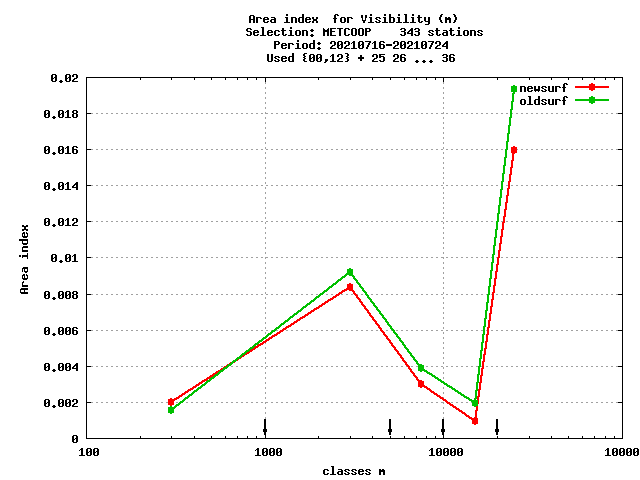 Area index  for Visibility (m)
Selection: METCOOP    343 stations
Period: 20210716-20210724
Used {00,12} + 25 26 ... 36
0.02
0.018
0.016
0.014
0.012
0.01
0.008
0.006
0.004
0.002
0
Area index
newsurf
oldsurf
100
1000
10000
10000
classes m